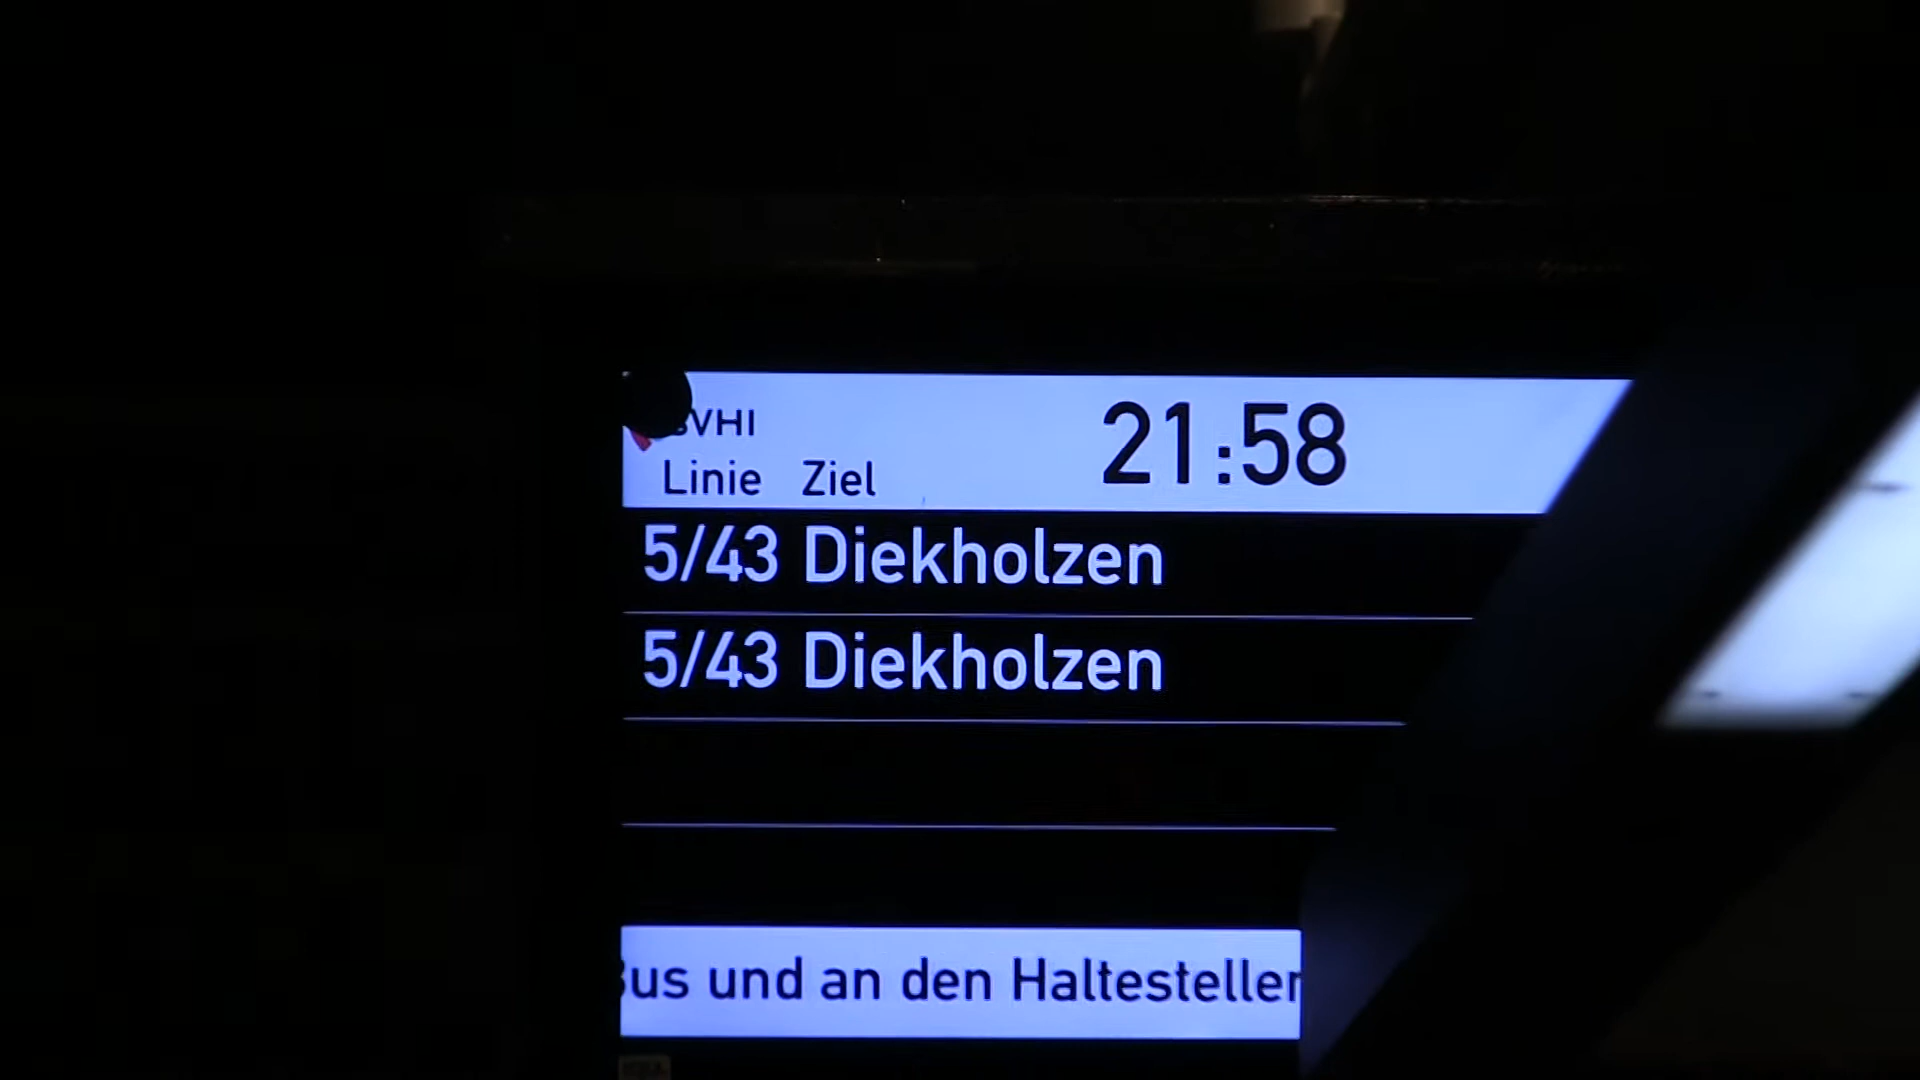 SVHI
21:58
Linie Ziel
5/43 Diekholzen
5/43 Diekholzen
us und an den Haltesteller